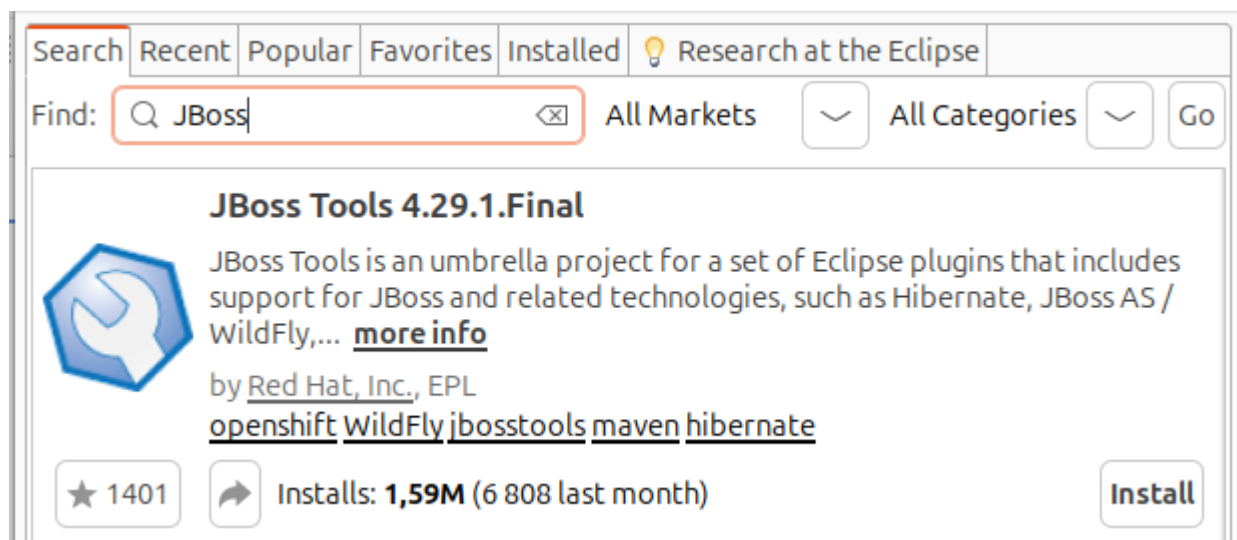 Search Recent Popular Favorites Installed Research at the Eclipse
Find: JBoss All Markets All Categories Go
JBoss Tools 4.29.1.Final
JBoss Tools is an umbrella project for a set of Eclipse plugins that includes
support for JBoss and related technologies, such as Hibernate, JBoss AS /
WildFly,... more info
by Red Hat, Inc., EPL
openshift WildFly jbosstools maven hibernate
1401 Installs: 1,59M (6 808 last month) Install